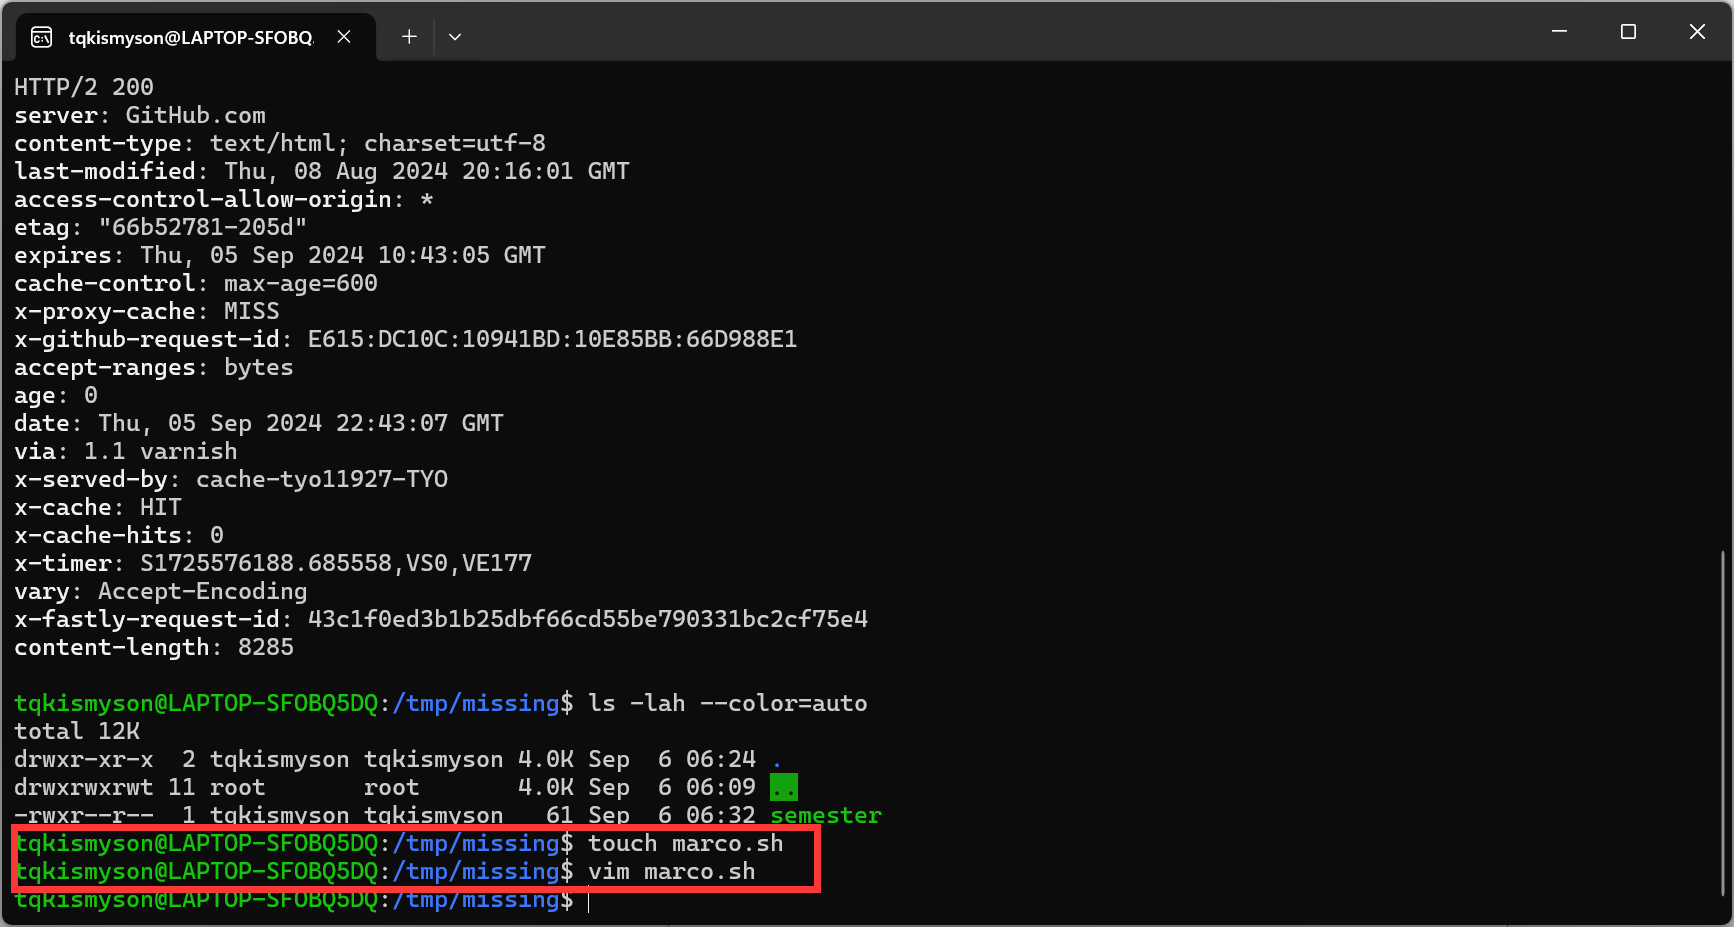 tqkismyson@LAPTOP-SFOBQ
HTTP/2 200
server: GitHub.com
content-type: text/html; charset=utf-8
last-modified: Thu, 08 Aug 2024 20:16:01 GMT
access-control-allow-origin: *
etag: "66b52781-205d"
expires: Thu, 05 Sep 2024 10:43:05 GMT
cache-control: max-age=600
x-proxy-cache: MISS
x-github-request-id: E615:DC10C:10941BD:10E85BB:66D988E1
accept-ranges: bytes
age: 0
date: Thu, 05 Sep 2024 22:43:07 GMT
via: 1.1 varnish
x-served-by: cache-tyo11927-TYO
x-cache: HIT
x-cache-hits: 0
x-timer: S1725576188.685558,VS0,VE177
vary: Accept-Encoding
x-fastly-request-id: 43c1f0ed3b1b25dbf66cd55be790331bc2cf75e4
content-length: 8285
tqkismyson@LAPTOP-SFOBQ5DQ:/tmp/missing$ ls -lah --color=auto
total 12K
drwxr-xr-x  2 tqkismyson tqkismyson 4.0K Sep  6 06:24 .
drwxrwxrwt 11 root       root       4.0K Sep  6 06:09 ..
-rwxr--r--  1 tqkismyson tqkismyson   61 Sep  6 06:32 semester
tqkismyson@LAPTOP-SFOBQ5DQ:/tmp/missing$ touch marco.sh
tqkismyson@LAPTOP-SFOBQ5DQ:/tmp/missing$ vim marco.sh
tqkismyson@LAPTOP-SFOBQ5DQ:/tmp/missing$